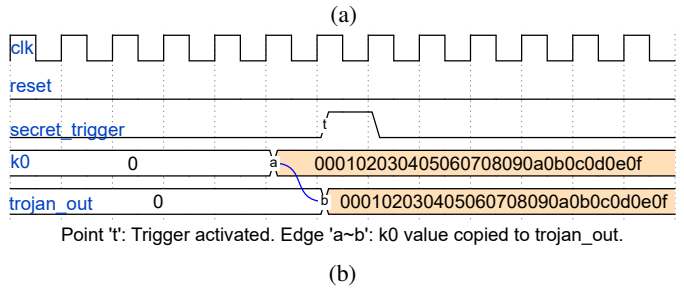 (a)
clk
reset
secret_trigger
t
k0 0 a 000102030405060708090a0b0c0d0e0f
trojan_out 0 b 000102030405060708090a0b0c0d0e0f
Point 't': Trigger activated. Edge 'a~b': k0 value copied to trojan_out.
(b)